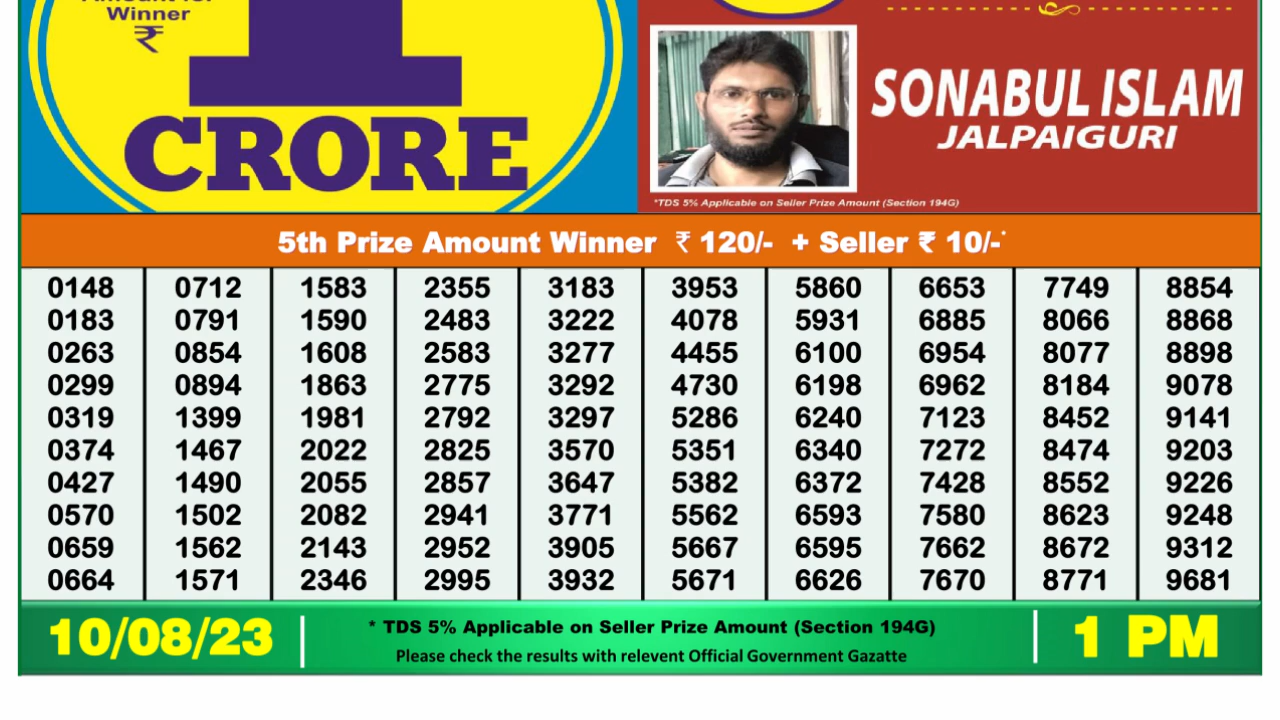 Winner
₹
1
CRORE
SONABUL ISLAM
JALPAIGURI
*TDS 5% Applicable on Seller Prize Amount (Section 194G)
5th Prize Amount Winner ₹ 120/- + Seller ₹ 10/-*
0148 0712 1583 2355 3183 3953 5860 6653 7749 8854
0183 0791 1590 2483 3222 4078 5931 6885 8066 8868
0263 0854 1608 2583 3277 4455 6100 6954 8077 8898
0299 0894 1863 2775 3292 4730 6198 6962 8184 9078
0319 1399 1981 2792 3297 5286 6240 7123 8452 9141
0374 1467 2022 2825 3570 5351 6340 7272 8474 9203
0427 1490 2055 2857 3647 5382 6372 7428 8552 9226
0570 1502 2082 2941 3771 5562 6593 7580 8623 9248
0659 1562 2143 2952 3905 5667 6595 7662 8672 9312
0664 1571 2346 2995 3932 5671 6626 7670 8771 9681
10/08/23
* TDS 5% Applicable on Seller Prize Amount (Section 194G)
Please check the results with relevent Official Government Gazatte
1 PM